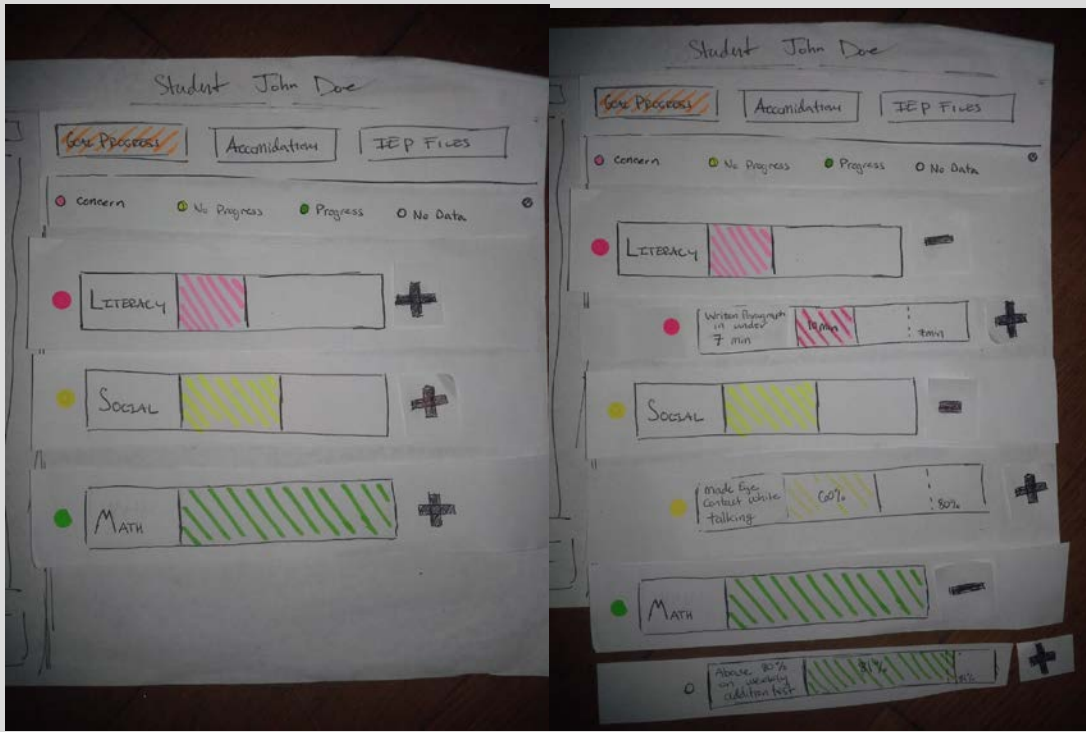 Student John Doe
Goal Progress Accomidation IEP Files
Concern No Progress Progress No Data
LITERACY
SOCIAL
MATH
Student John Doe
Goal Progress Accomidation IEP Files
Concern No Progress Progress No Data
LITERACY
Written Paragraph
in under
7 min
10 min
7min
SOCIAL
Made Eye
contact while
talking
60%
80%
MATH
Above 80%
on weekly
addition test
81%